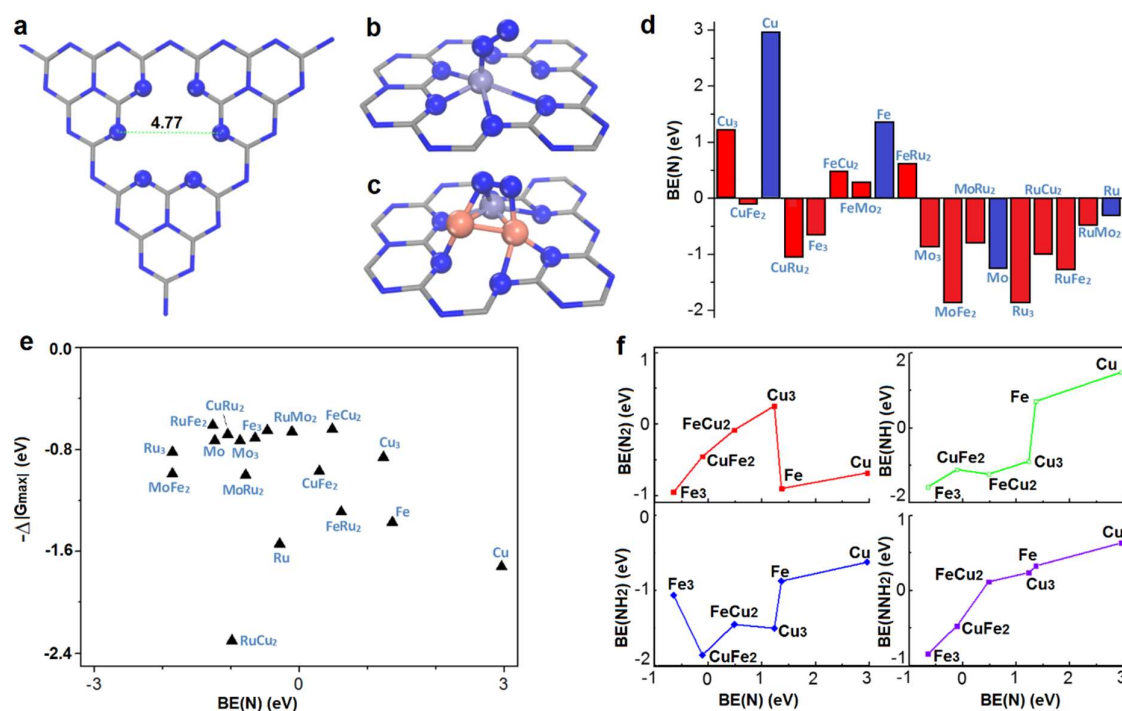 a
4.77
b
c
d
BE(N) (eV)
3
2
1
0
-1
-2
Cu3
CuFe2
Cu
CuRu2
Fe3
FeCu2
FeMo2
Fe
FeRu2
Mo3
MoFe2
MoRu2
Mo
Ru3
RuCu2
RuFe2
RuMo2
Ru
e
−Δ|Gmax| (eV)
0.0
-0.8
-1.6
-2.4
CuRu2
RuFe2
Fe3
RuMo2
FeCu2
Ru3
Mo
Mo3
Cu3
MoFe2
MoRu2
CuFe2
FeRu2
Fe
Ru
Cu
RuCu2
-3
0
3
BE(N) (eV)
f
BE(N2) (eV)
1
0
-1
Cu3
FeCu2
CuFe2
Fe3
Fe
Cu
BE(NH) (eV)
2
0
-2
Cu
Fe
CuFe2
Cu3
Fe3
FeCu2
BE(NH2) (eV)
0
-1
-2
Fe3
Fe
Cu
FeCu2
Cu3
CuFe2
-1 0 1 2 3
BE(N) (eV)
BE(NNH2) (eV)
1
0
-1
Cu
Fe
FeCu2
Cu3
CuFe2
Fe3
-1 0 1 2 3
BE(N) (eV)